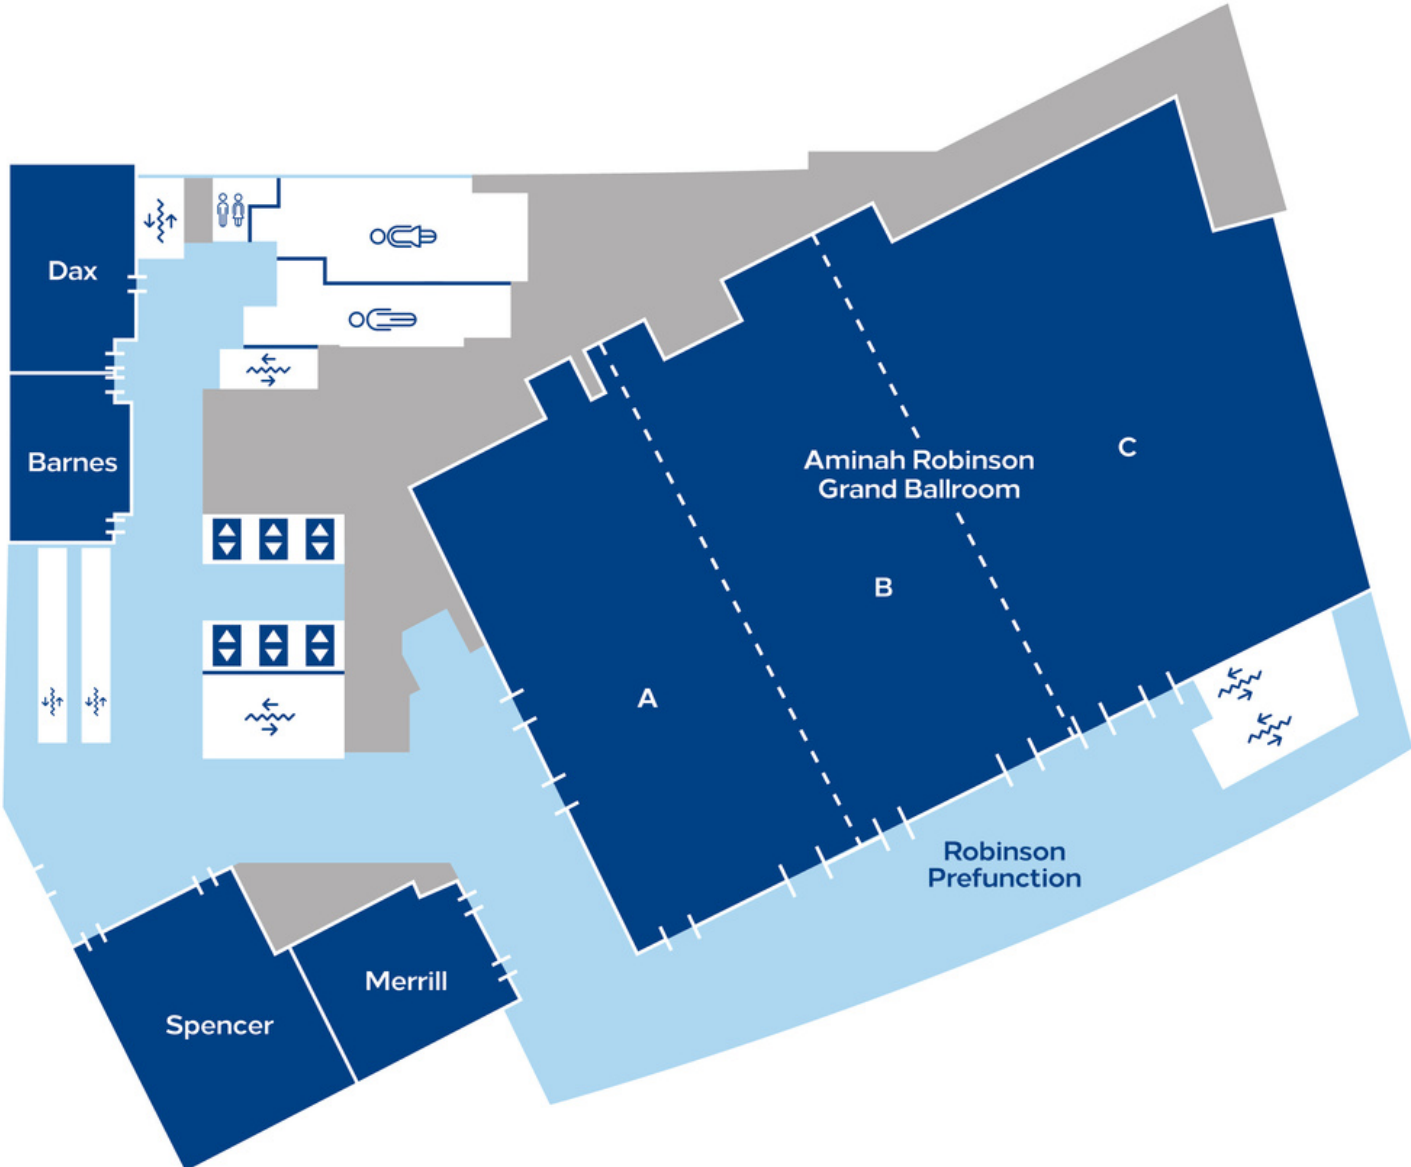 Dax
Barnes
Aminah Robinson
Grand Ballroom
C
B
A
Robinson
Prefunction
Merrill
Spencer